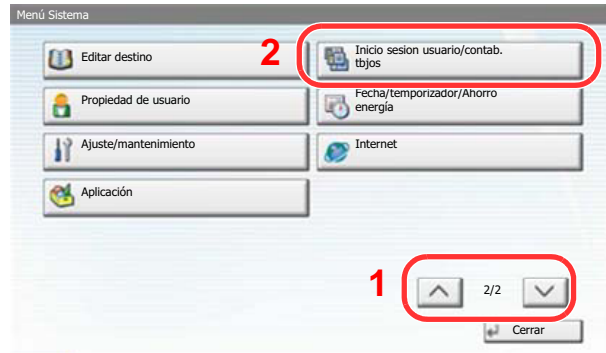 Menú Sistema
Editar destino
2
Inicio sesion usuario/contab.
tbjos
Propiedad de usuario
Fecha/temporizador/Ahorro
energía
Ajuste/mantenimiento
Internet
Aplicación
1
2/2
Cerrar